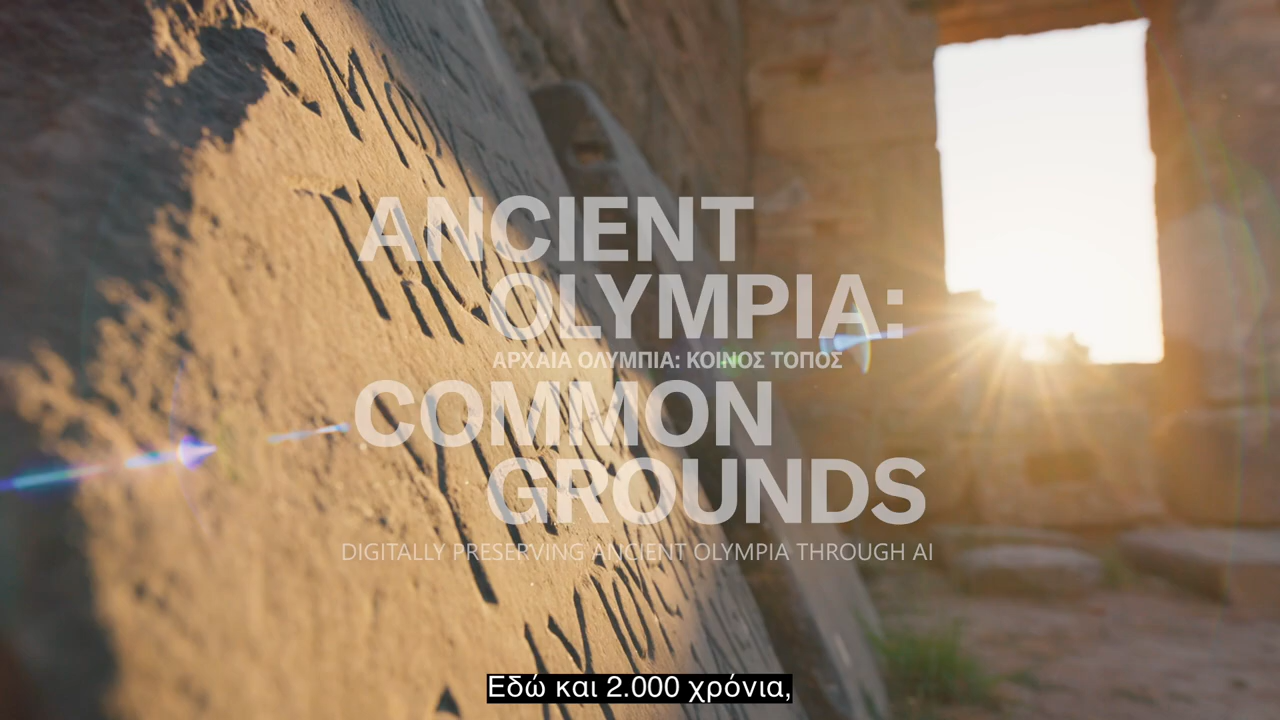 ANCIENT
OLYMPIA:
ΑΡΧΑΙΑ ΟΛΥΜΠΙΑ: ΚΟΙΝΟΣ ΤΟΠΟΣ
COMMON
GROUNDS
DIGITALLY PRESERVING ANCIENT OLYMPIA THROUGH AI
Εδώ και 2.000 χρόνια,